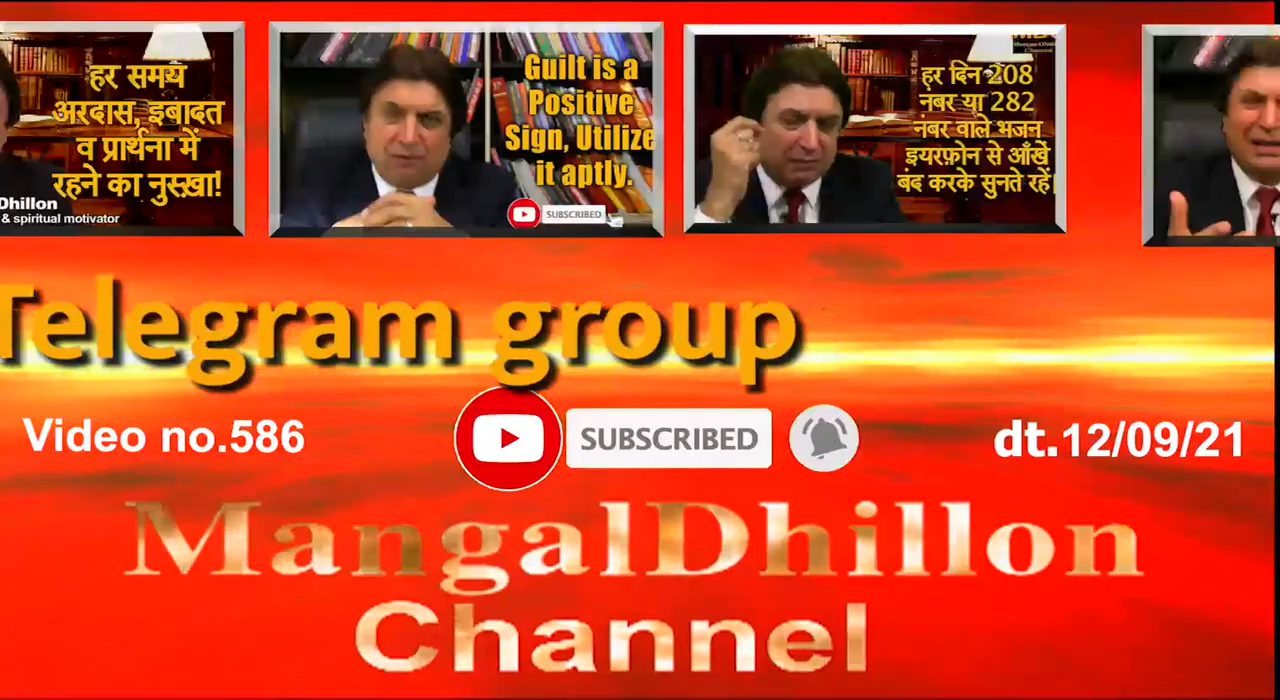 हर समय
अरदास, इबादत
व प्रार्थना में
रहने का नुस्ख़ा!
Dhillon
& spiritual motivator
Guilt is a
Positive
Sign, Utilize
it aptly.
SUBSCRIBED
हर दिन 208
नंबर या 282
नंबर वाले भजन
इयरफ़ोन से आँखें
बंद करके सुनते रहें
Telegram group
Video no.586
SUBSCRIBED
dt.12/09/21
MangalDhillon
Channel